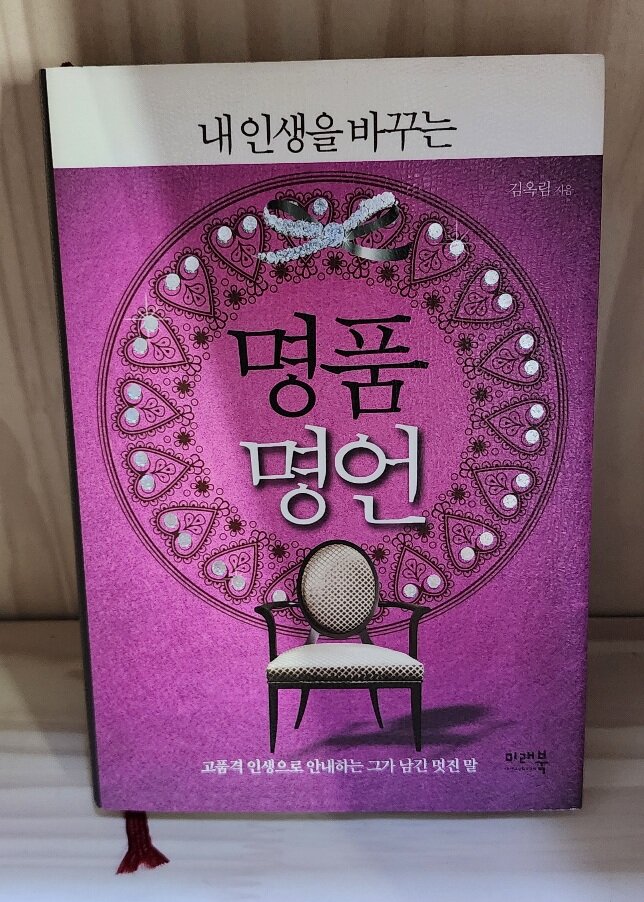 내 인생을 바꾸는
김옥림 지음
명품
명언
고품격 인생으로 안내하는 그가 남긴 멋진 말
미래북